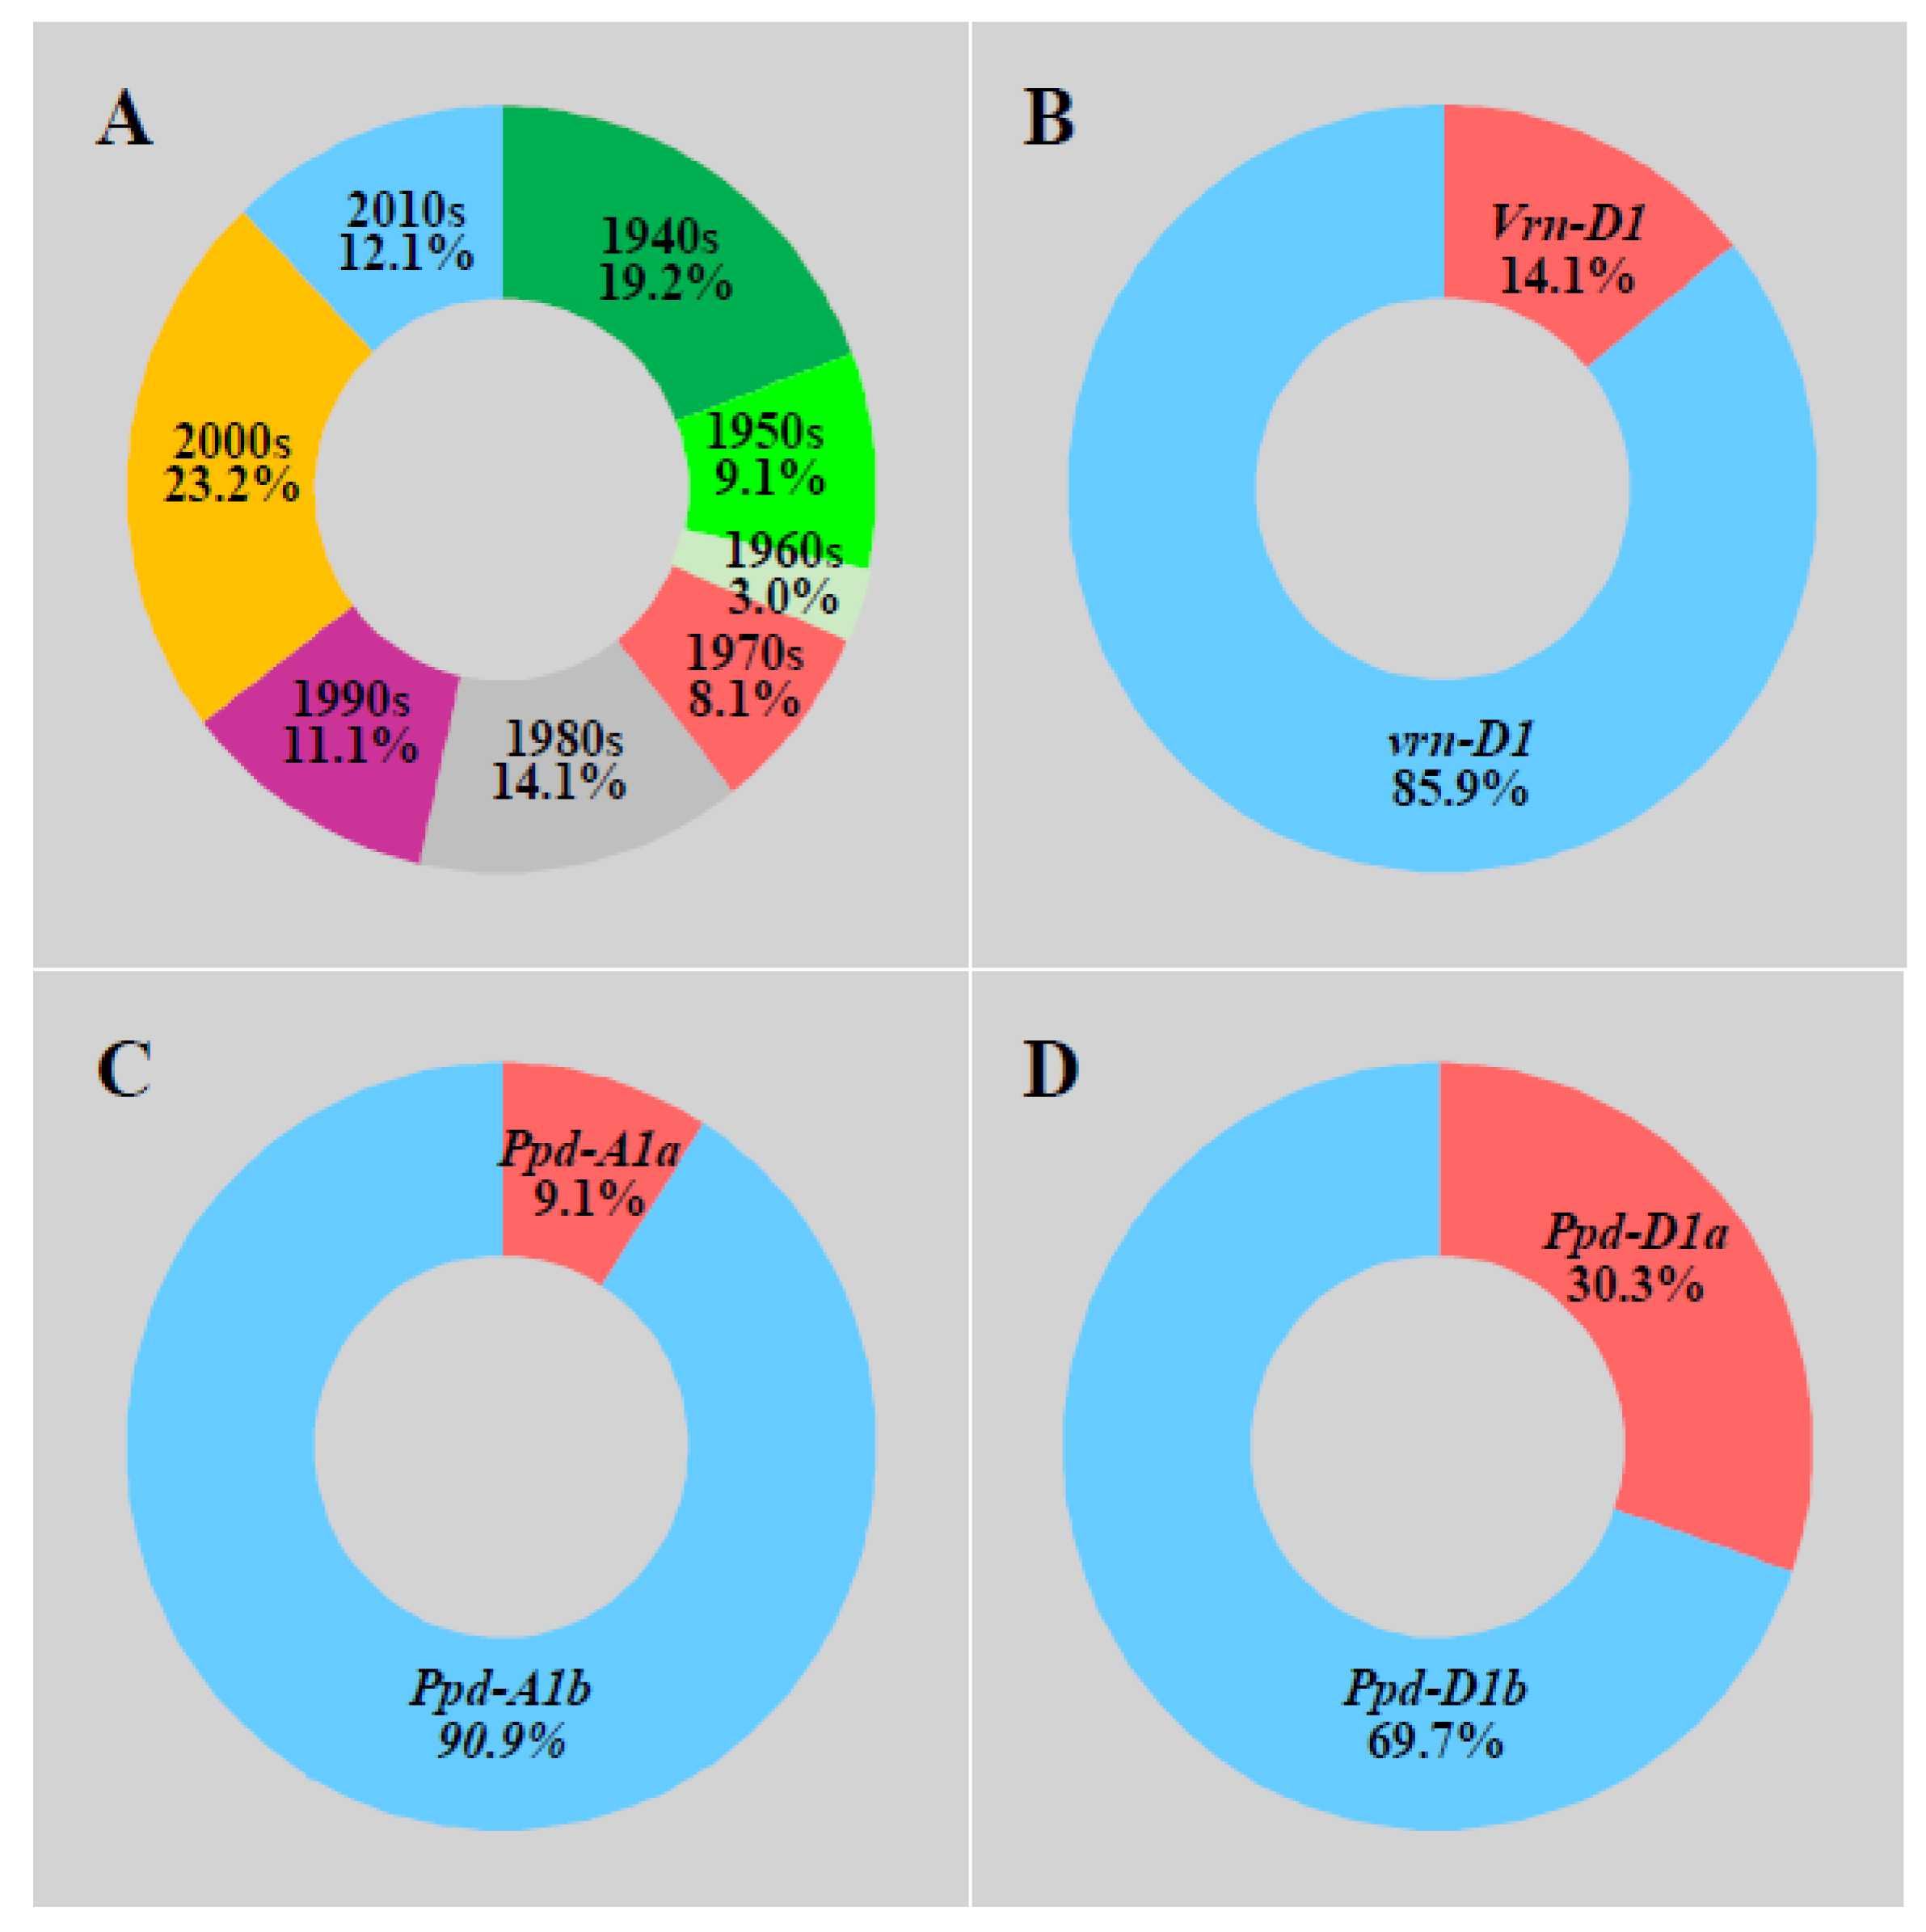 A
2010s
12.1%
1940s
19.2%
1950s
9.1%
1960s
3.0%
1970s
8.1%
1980s
14.1%
1990s
11.1%
2000s
23.2%
B
Vrn-D1
14.1%
vrn-D1
85.9%
C
Ppd-A1a
9.1%
Ppd-A1b
90.9%
D
Ppd-D1a
30.3%
Ppd-D1b
69.7%